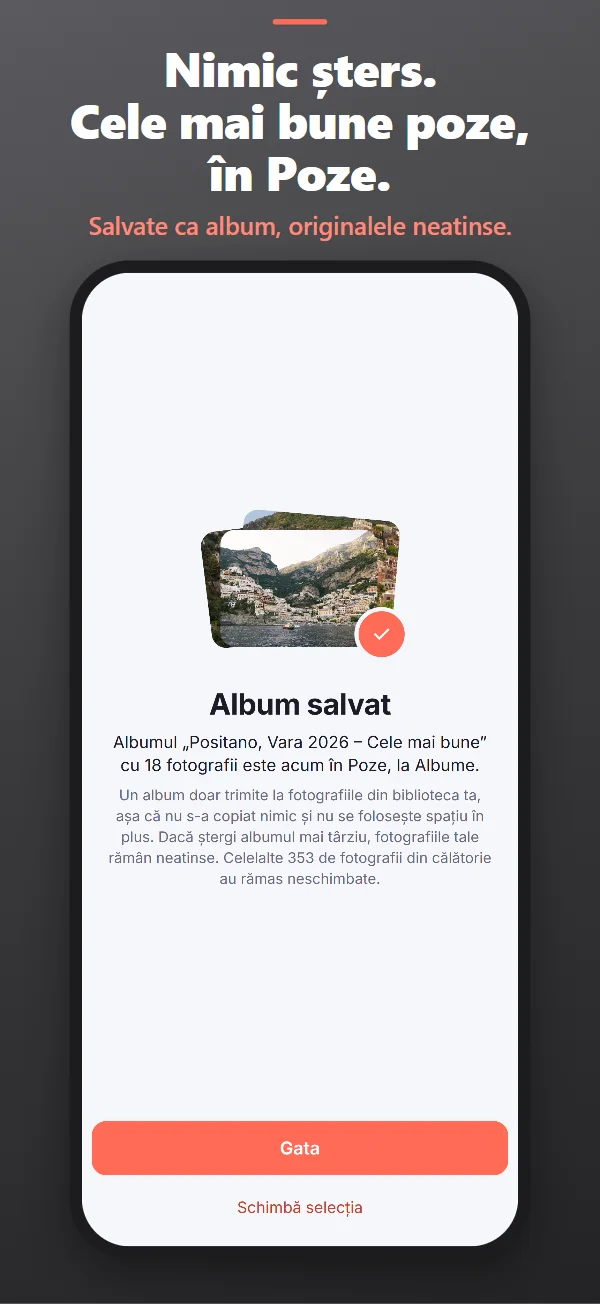 Nimic șters.
Cele mai bune poze,
în Poze.
Salvate ca album, originalele neatinse.
Album salvat
Albumul „Positano, Vara 2026 – Cele mai bune”
cu 18 fotografii este acum în Poze, la Albume.
Un album doar trimite la fotografiile din biblioteca ta,
așa că nu s-a copiat nimic și nu se folosește spațiu în
plus. Dacă ștergi albumul mai târziu, fotografiile tale
rămân neatinse. Celelalte 353 de fotografii din călătorie
au rămas neschimbate.
Gata
Schimbă selecția